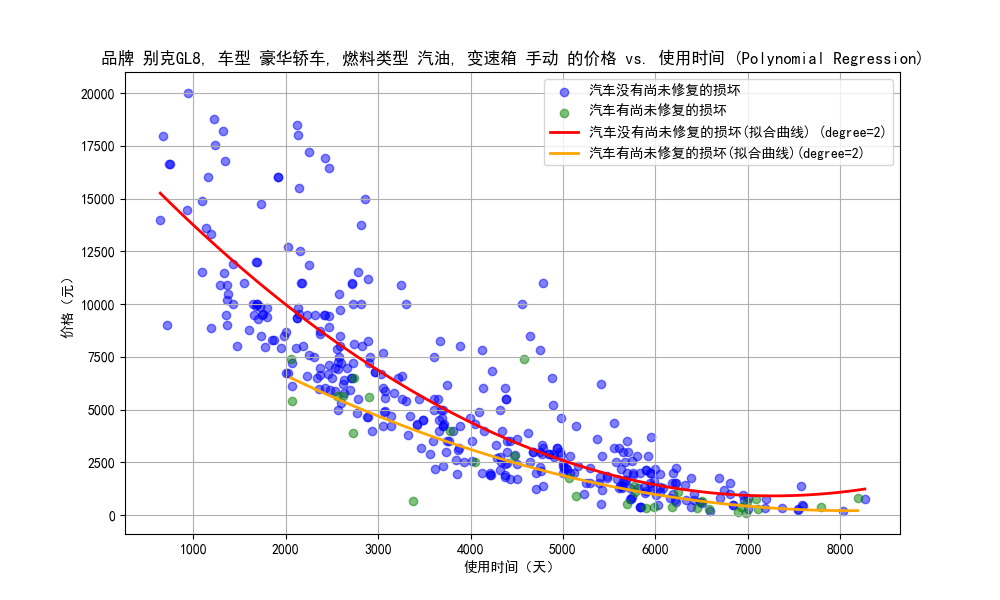 品牌 别克GL8, 车型 豪华轿车, 燃料类型 汽油, 变速箱 手动 的价格 vs. 使用时间 (Polynomial Regression)
汽车没有尚未修复的损坏
汽车有尚未修复的损坏
汽车没有尚未修复的损坏(拟合曲线) (degree=2)
汽车有尚未修复的损坏(拟合曲线)(degree=2)
价格（元）
20000
17500
15000
12500
10000
7500
5000
2500
0
1000 2000 3000 4000 5000 6000 7000 8000
使用时间（天）